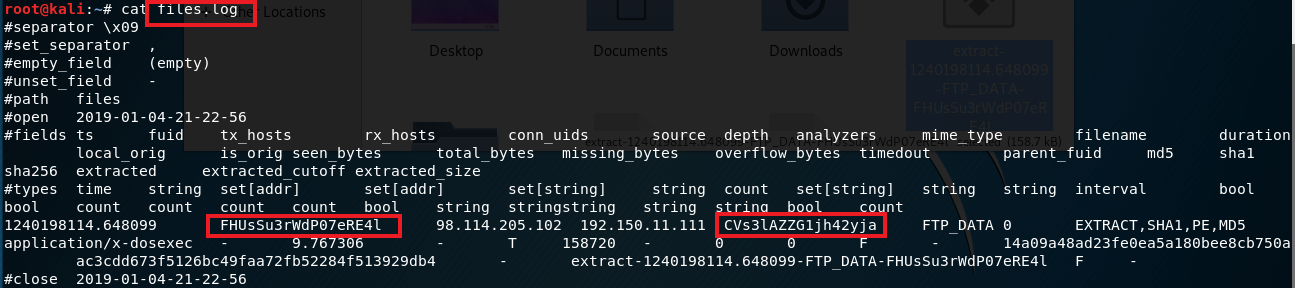 root@kali:~# cat files.log
#separator \x09
#set_separator  ,
#empty_field    (empty)
#unset_field    -
#path   files
#open   2019-01-04-21-22-56
#fields ts      fuid    tx_hosts        rx_hosts        conn_uids       source  depth   analyzers       mime_type       filename        duration
local_orig      is_orig seen_bytes      total_bytes     missing_bytes   overflow_bytes  timedout        parent_fuid     md5     sha1
sha256  extracted       extracted_cutoff extracted_size
#types  time    string  set[addr]       set[addr]       set[string]     string  count   set[string]     string  string  interval        bool
bool    count   count   count   count   bool    string  stringstring    string  string  bool    count
1240198114.648099       FHUsSu3rWdP07eRE4l      98.114.205.102  192.150.11.111  CVs3lAZZG1jh42yja       FTP_DATA 0      EXTRACT,SHA1,PE,MD5
application/x-dosexec   -       9.767306        -       T       158720  -       0       0       F       -       14a09a48ad23fe0ea5a180bee8cb750a
ac3cdd673f5126bc49faa72fb52284f513929db4        -       extract-1240198114.648099-FTP_DATA-FHUsSu3rWdP07eRE4l   F       -
#close  2019-01-04-21-22-56
Other Locations
Desktop
Documents
Downloads
extract-
1240198114.648099
-FTP_DATA-
FHUsSu3rWdP07eR
E4l
(158.7 kB)